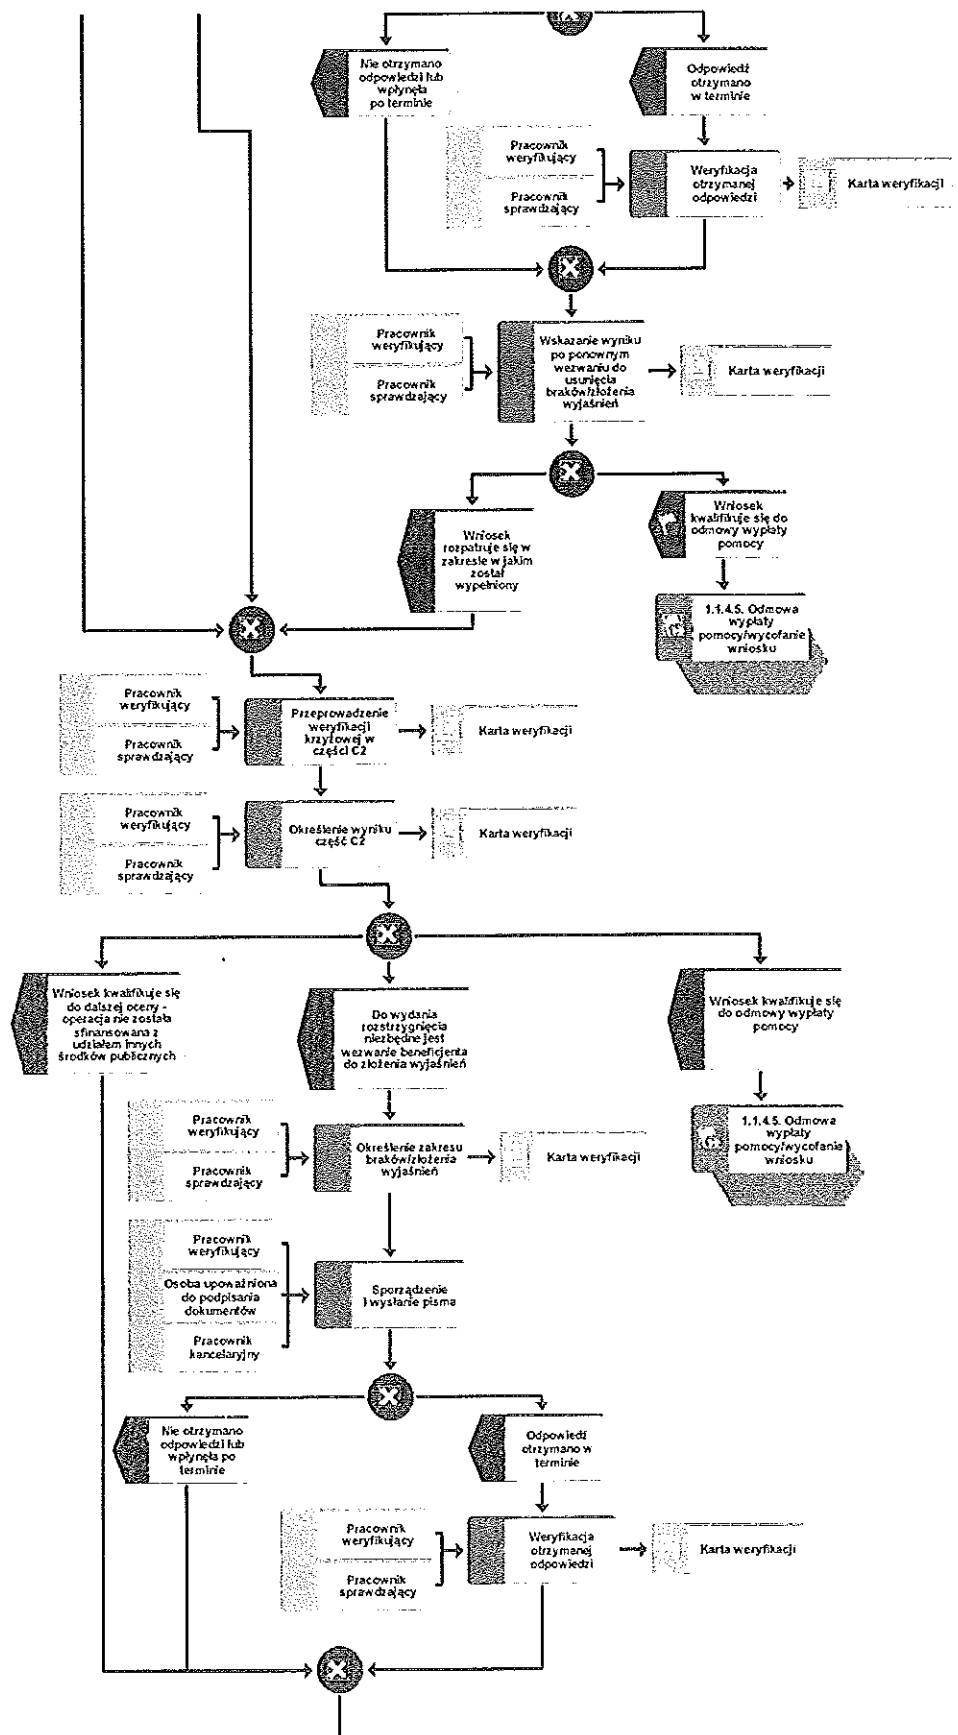 Nie otrzymano
odpowiedzi lub
wpłynęła
po terminie
Odpowiedź
otrzymano
w terminie
Pracownik
weryfikujący
Pracownik
sprawdzający
Weryfikacja
otrzymanej
odpowiedzi
Karta weryfikacji
Pracownik
weryfikujący
Pracownik
sprawdzający
Wskazanie wyniku
po ponownym
wezwaniu do
usunięcia
braków/złożenia
wyjaśnień
Karta weryfikacji
Wniosek
rozpatruje się w
zakresie w jakim
został
wypełniony
Wniosek
kwalifikuje się do
odmowy wypłaty
pomocy
1.1.4.5. Odmowa
wypłaty
pomocy/wycofanie
wniosku
Pracownik
weryfikujący
Pracownik
sprawdzający
Przeprowadzenie
weryfikacji
krzyżowej w
części C2
Karta weryfikacji
Pracownik
weryfikujący
Pracownik
sprawdzający
Określenie wyniku
część C2
Karta weryfikacji
Wniosek kwalifikuje się
do dalszej oceny -
operacja nie została
sfinansowana z
udziałem innych
środków publicznych
Do wydania
rozstrzygnięcia
niezbędne jest
wezwanie beneficjenta
do złożenia wyjaśnień
Wniosek kwalifikuje się
do odmowy wypłaty
pomocy
1.1.4.5. Odmowa
wypłaty
pomocy/wycofanie
wniosku
Pracownik
weryfikujący
Pracownik
sprawdzający
Określenie zakresu
braków/złożenia
wyjaśnień
Karta weryfikacji
Pracownik
weryfikujący
Osoba upoważniona
do podpisania
dokumentów
Pracownik
kancelaryjny
Sporządzenie
i wysłanie pisma
Nie otrzymano
odpowiedzi lub
wpłynęła po
terminie
Odpowiedź
otrzymano w
terminie
Pracownik
weryfikujący
Pracownik
sprawdzający
Weryfikacja
otrzymanej
odpowiedzi
Karta weryfikacji